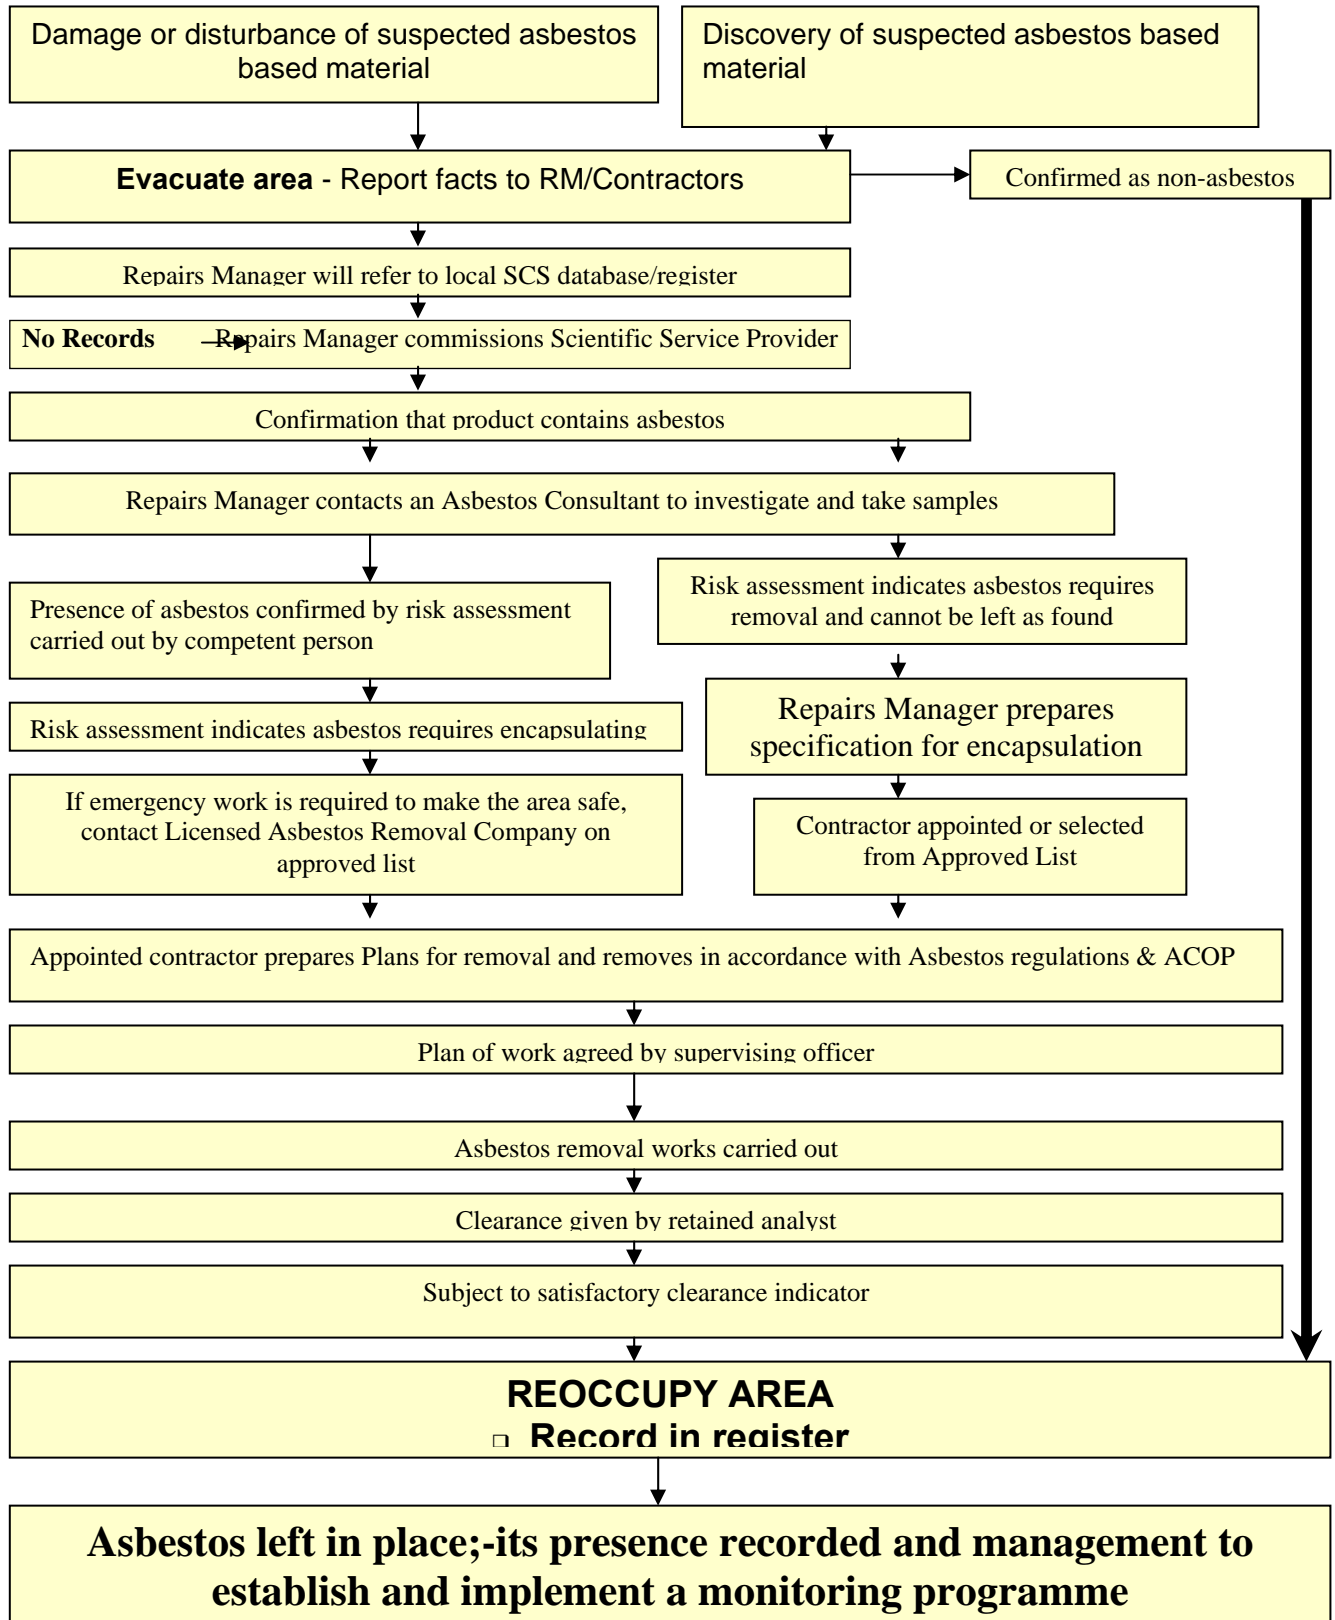 Damage or disturbance of suspected asbestos
based material
Discovery of suspected asbestos based
material
Evacuate area - Report facts to RM/Contractors
Confirmed as non-asbestos
Repairs Manager will refer to local SCS database/register
No Records Repairs Manager commissions Scientific Service Provider
Confirmation that product contains asbestos
Repairs Manager contacts an Asbestos Consultant to investigate and take samples
Presence of asbestos confirmed by risk assessment
carried out by competent person
Risk assessment indicates asbestos requires
removal and cannot be left as found
Risk assessment indicates asbestos requires encapsulating
Repairs Manager prepares
specification for encapsulation
If emergency work is required to make the area safe,
contact Licensed Asbestos Removal Company on
approved list
Contractor appointed or selected
from Approved List
Appointed contractor prepares Plans for removal and removes in accordance with Asbestos regulations & ACOP
Plan of work agreed by supervising officer
Asbestos removal works carried out
Clearance given by retained analyst
Subject to satisfactory clearance indicator
REOCCUPY AREA
□ Record in register
Asbestos left in place;-its presence recorded and management to
establish and implement a monitoring programme